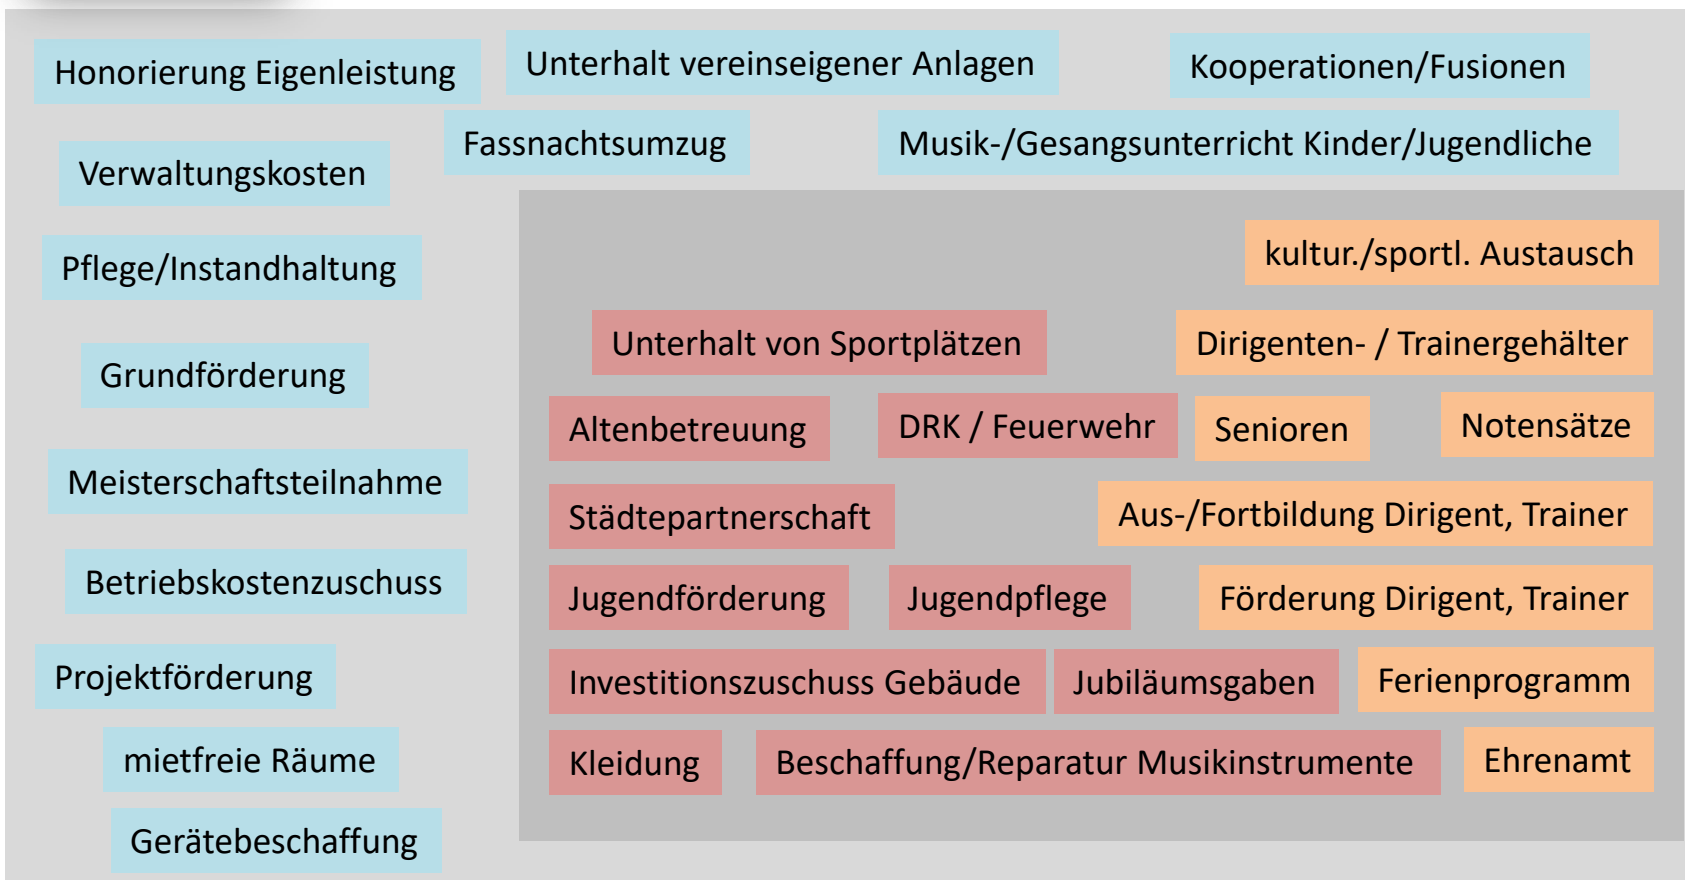 Honorierung Eigenleistung
Unterhalt vereinseigener Anlagen
Kooperationen/Fusionen
Fassnachtsumzug
Musik-/Gesangsunterricht Kinder/Jugendliche
Verwaltungskosten
Pflege/Instandhaltung
Grundförderung
Meisterschaftsteilnahme
Betriebskostenzuschuss
Projektförderung
mietfreie Räume
Gerätebeschaffung
kultur./sportl. Austausch
Unterhalt von Sportplätzen
Dirigenten- / Trainergehälter
Altenbetreuung
DRK / Feuerwehr
Senioren
Notensätze
Städtepartnerschaft
Aus-/Fortbildung Dirigent, Trainer
Jugendförderung
Jugendpflege
Förderung Dirigent, Trainer
Investitionszuschuss Gebäude
Jubiläumsgaben
Ferienprogramm
Kleidung
Beschaffung/Reparatur Musikinstrumente
Ehrenamt